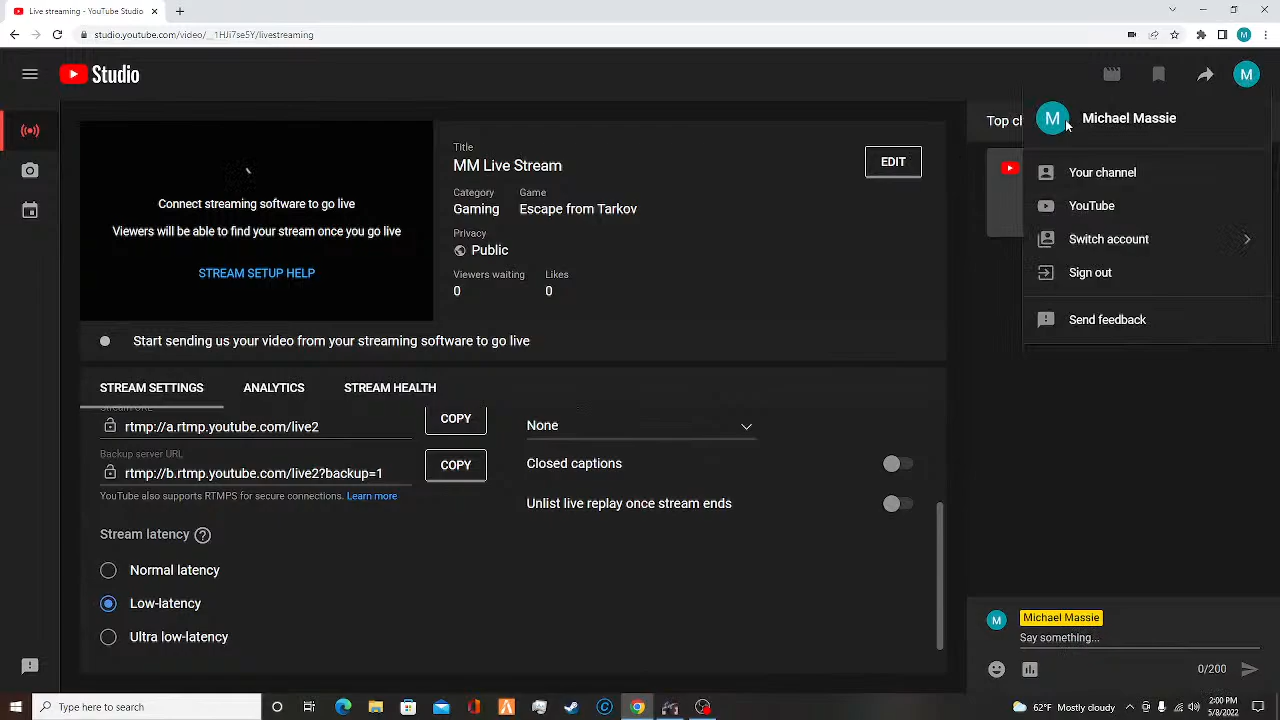 Live streaming - YouTube Studio
studio.youtube.com/video/__1HJi7se5Y/livestreaming
M
Studio
M
Top c
M Michael Massie
Your channel
YouTube
Switch account
Sign out
Send feedback
Connect streaming software to go live
Viewers will be able to find your stream once you go live
STREAM SETUP HELP
Title
MM Live Stream
EDIT
Category Game
Gaming Escape from Tarkov
Privacy
Public
Viewers waiting Likes
0 0
Start sending us your video from your streaming software to go live
STREAM SETTINGS ANALYTICS STREAM HEALTH
Stream URL
rtmp://a.rtmp.youtube.com/live2 COPY
Backup server URL
rtmp://b.rtmp.youtube.com/live2?backup=1 COPY
YouTube also supports RTMPS for secure connections. Learn more
Stream latency ?
Normal latency
Low-latency
Ultra low-latency
None
Closed captions
Unlist live replay once stream ends
M Michael Massie
Say something...
0/200
Type here to search
62°F Mostly cloudy
2:00 PM
5/8/2022